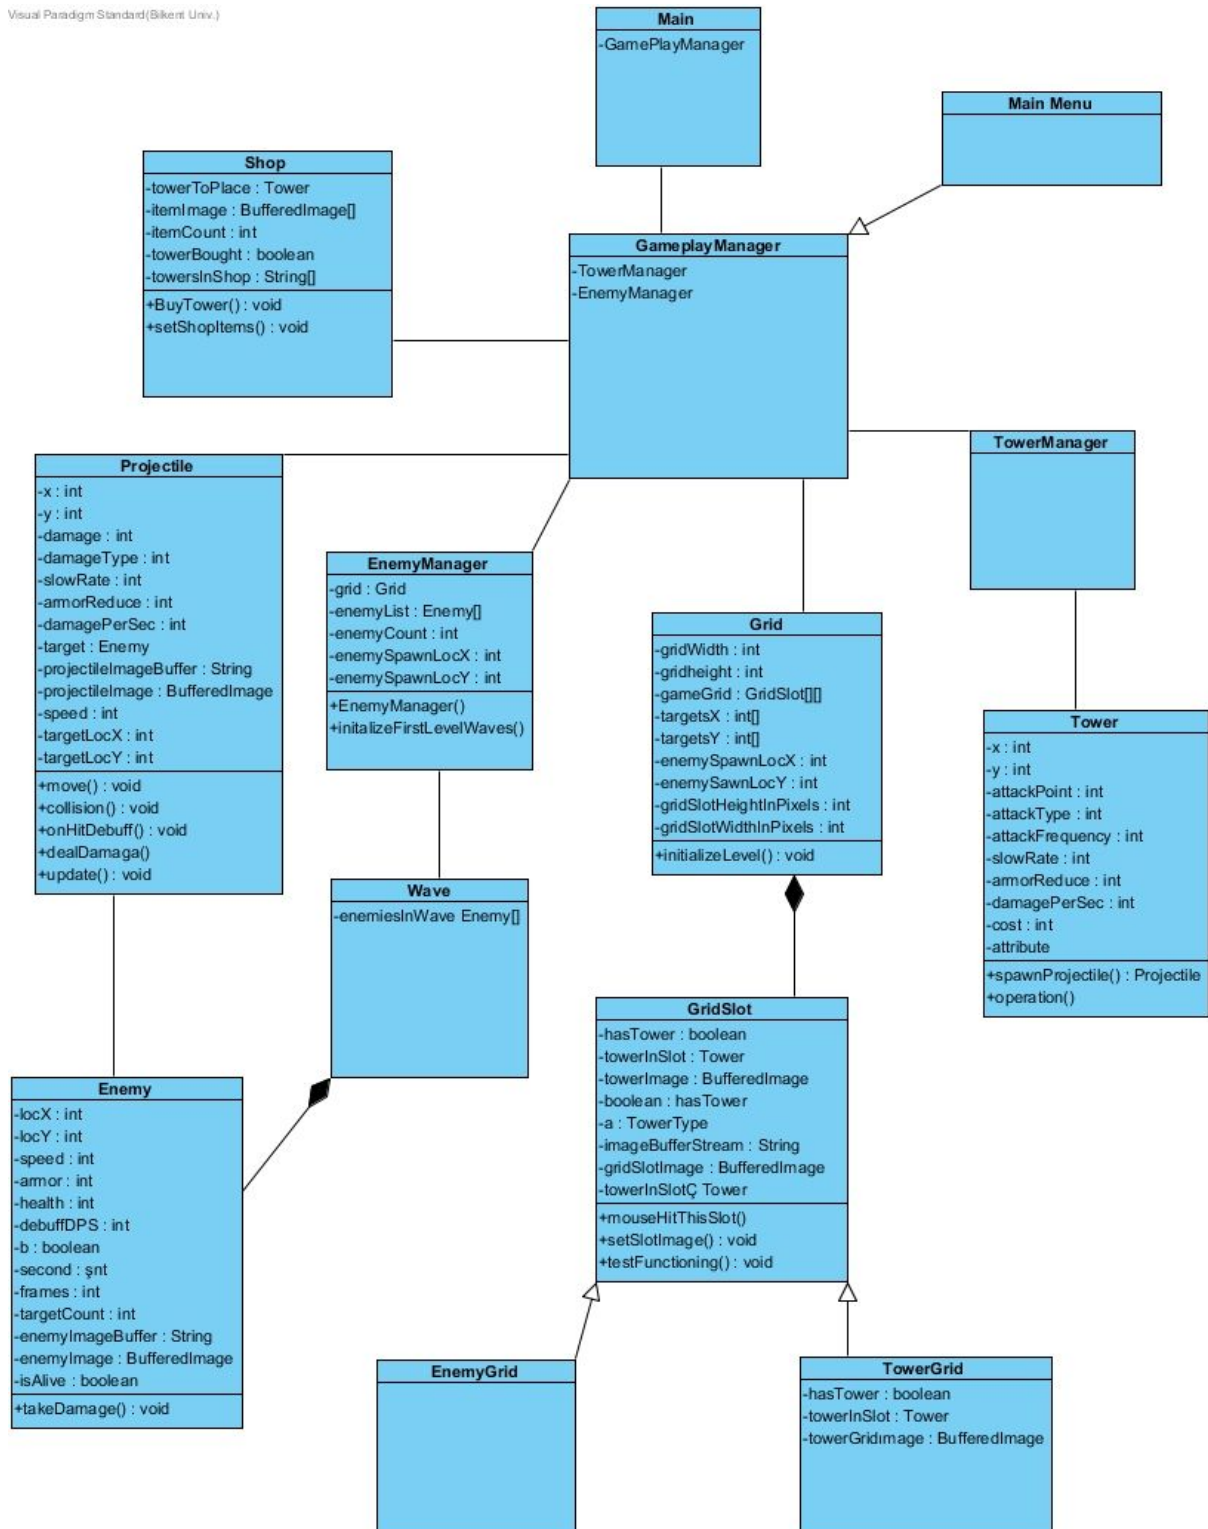 Visual Paradigm Standard(Bilkent Univ.)
Main
-GamePlayManager
Main Menu
Shop
-towerToPlace : Tower
-itemImage : BufferedImage[]
-itemCount : int
-towerBought : boolean
-towersInShop : String[]
+BuyTower() : void
+setShopItems() : void
GameplayManager
-TowerManager
-EnemyManager
TowerManager
Projectile
-x : int
-y : int
-damage : int
-damageType : int
-slowRate : int
-armorReduce : int
-damagePerSec : int
-target : Enemy
-projectileImageBuffer : String
-projectileImage : BufferedImage
-speed : int
-targetLocX : int
-targetLocY : int
+move() : void
+collision() : void
+onHitDebuff() : void
+dealDamaga()
+update() : void
EnemyManager
-grid : Grid
-enemyList : Enemy[]
-enemyCount : int
-enemySpawnLocX : int
-enemySpawnLocY : int
+EnemyManager()
+initalizeFirstLevelWaves()
Grid
-gridWidth : int
-gridheight : int
-gameGrid : GridSlot[][]
-targetsX : int[]
-targetsY : int[]
-enemySpawnLocX : int
-enemySawnLocY : int
-gridSlotHeightInPixels : int
-gridSlotWidthInPixels : int
+initializeLevel() : void
Tower
-x : int
-y : int
-attackPoint : int
-attackType : int
-attackFrequency : int
-slowRate : int
-armorReduce : int
-damagePerSec : int
-cost : int
-attribute
+spawnProjectile() : Projectile
+operation()
Wave
-enemiesInWave Enemy[]
GridSlot
-hasTower : boolean
-towerInSlot : Tower
-towerImage : BufferedImage
-boolean : hasTower
-a : TowerType
-imageBufferStream : String
-gridSlotImage : BufferedImage
-towerInSlotÇ Tower
+mouseHitThisSlot()
+setSlotImage() : void
+testFunctioning() : void
Enemy
-locX : int
-locY : int
-speed : int
-armor : int
-health : int
-debuffDPS : int
-b : boolean
-second : şnt
-frames : int
-targetCount : int
-enemyImageBuffer : String
-enemyImage : BufferedImage
-isAlive : boolean
+takeDamage() : void
EnemyGrid
TowerGrid
-hasTower : boolean
-towerInSlot : Tower
-towerGridımage : BufferedImage